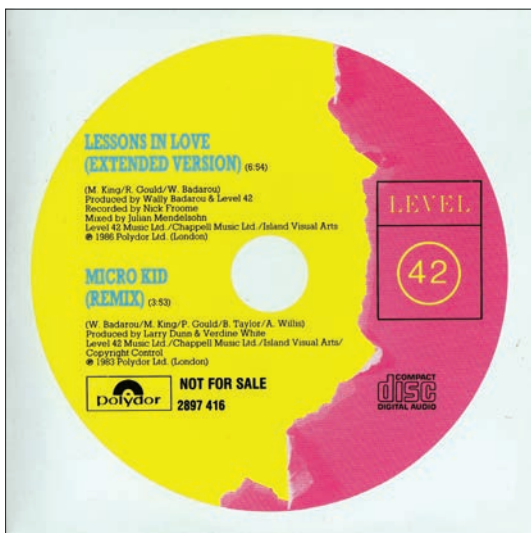 LESSONS IN LOVE
(EXTENDED VERSION) (6:54)
(M. King/R. Gould/W. Badarou)
Produced by Wally Badarou & Level 42
Recorded by Nick Froome
Mixed by Julian Mendelsohn
Level 42 Music Ltd./Chappell Music Ltd./Island Visual Arts
℗ 1986 Polydor Ltd. (London)
MICRO KID
(REMIX) (3:53)
(W. Badarou/M. King/P. Gould/B. Taylor/A. Willis)
Produced by Larry Dunn & Verdine White
Level 42 Music Ltd./Chappell Music Ltd./Island Visual Arts/
Copyright Control
℗ 1983 Polydor Ltd. (London)
polydor
NOT FOR SALE
2897 416
LEVEL
42
COMPACT
disc
DIGITAL AUDIO